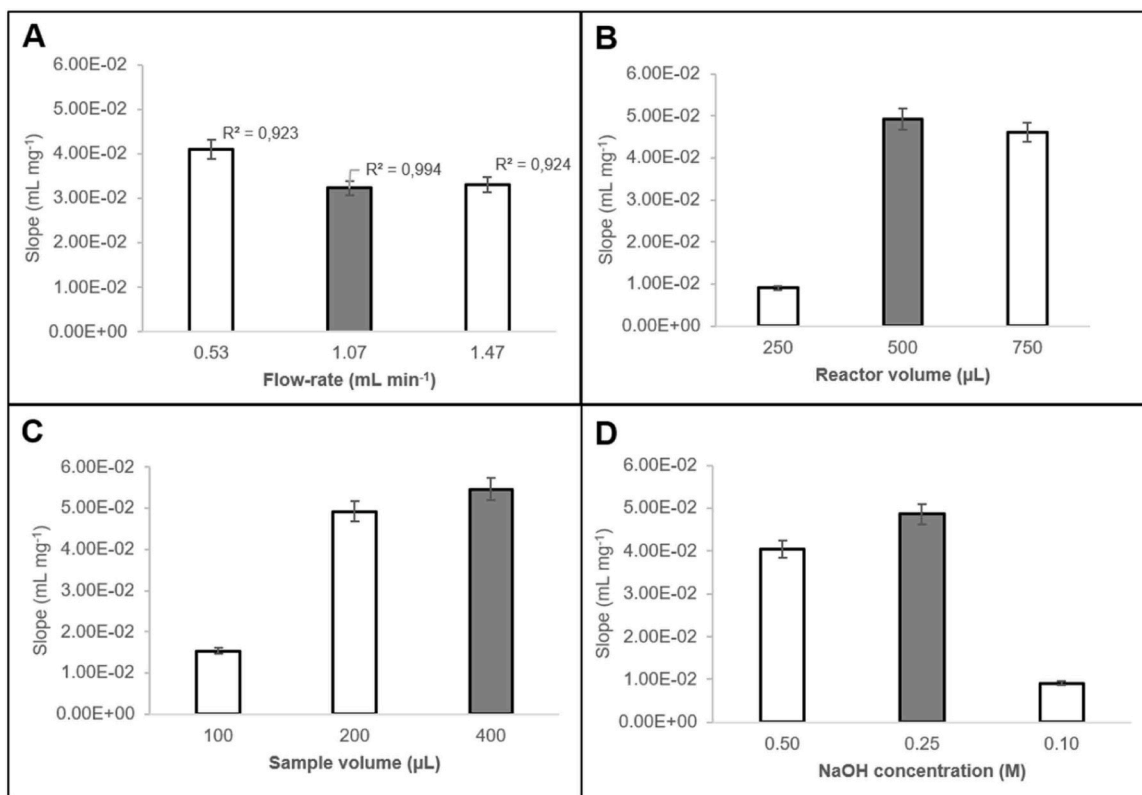 A
6.00E-02
5.00E-02
4.00E-02
3.00E-02
2.00E-02
1.00E-02
0.00E+00
Slope (mL mg⁻¹)
R² = 0,923
R² = 0,994
R² = 0,924
0.53 1.07 1.47
Flow-rate (mL min⁻¹)
B
6.00E-02
5.00E-02
4.00E-02
3.00E-02
2.00E-02
1.00E-02
0.00E+00
Slope (mL mg⁻¹)
250 500 750
Reactor volume (µL)
C
6.00E-02
5.00E-02
4.00E-02
3.00E-02
2.00E-02
1.00E-02
0.00E+00
Slope (mL mg⁻¹)
100 200 400
Sample volume (µL)
D
6.00E-02
5.00E-02
4.00E-02
3.00E-02
2.00E-02
1.00E-02
0.00E+00
Slope (mL mg⁻¹)
0.50 0.25 0.10
NaOH concentration (M)